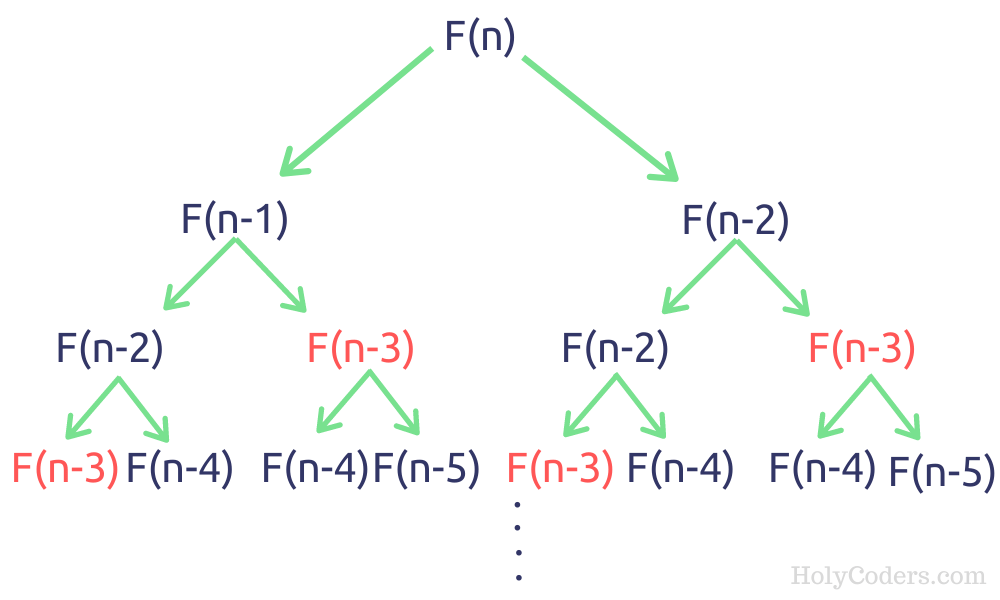 F(n)
F(n-1) F(n-2)
F(n-2) F(n-3) F(n-2) F(n-3)
F(n-3) F(n-4) F(n-4) F(n-5) F(n-3) F(n-4) F(n-4) F(n-5)
HolyCoders.com